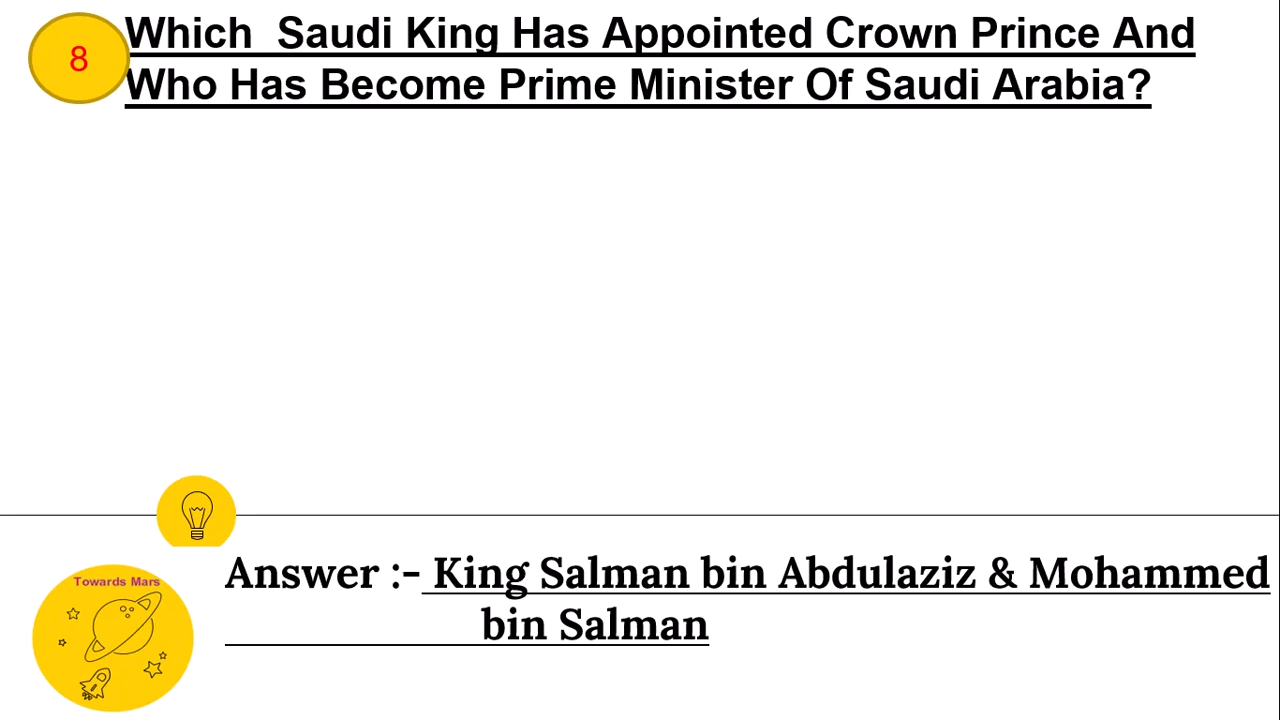 8
Which  Saudi King Has Appointed Crown Prince And
Who Has Become Prime Minister Of Saudi Arabia?
Answer :- King Salman bin Abdulaziz & Mohammed
bin Salman
Towards Mars